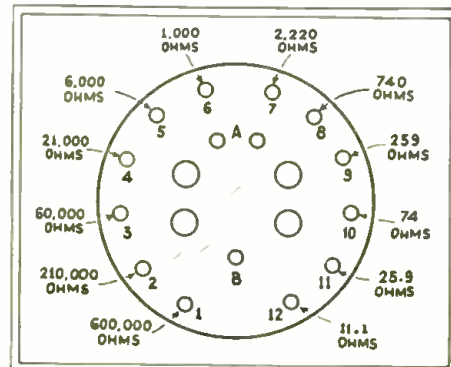 1,000
OHMS
2,220
OHMS
6,000
OHMS
740
OHMS
6
7
5
8
A
21,000
OHMS
259
OHMS
4
9
60,000
OHMS
74
OHMS
3
10
210,000
OHMS
25.9
OHMS
2
B
11
600,000
OHMS
1
12
11.1
OHMS